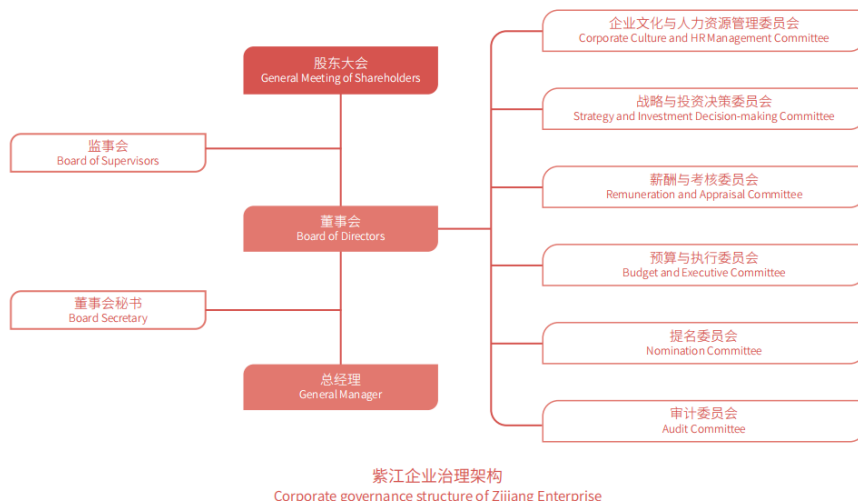 股东大会
General Meeting of Shareholders
监事会
Board of Supervisors
董事会
Board of Directors
董事会秘书
Board Secretary
总经理
General Manager
企业文化与人力资源管理委员会
Corporate Culture and HR Management Committee
战略与投资决策委员会
Strategy and Investment Decision-making Committee
薪酬与考核委员会
Remuneration and Appraisal Committee
预算与执行委员会
Budget and Executive Committee
提名委员会
Nomination Committee
审计委员会
Audit Committee
紫江企业治理架构
Corporate governance structure of Zijiang Enterprise